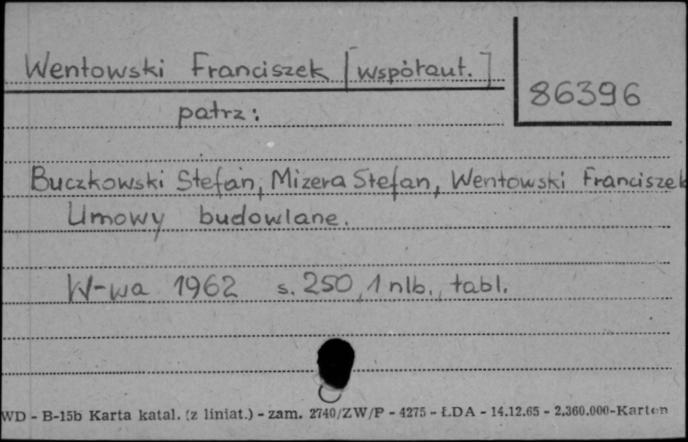 Wentowski Franciszek [współaut.]
86396
patrz:
Buczkowski Stefan, Mizera Stefan, Wentowski Franciszek
Umowy budowlane.
W-wa 1962 s. 250, 1 nlb., tabl.
WD - B-15b Karta katal. (z liniat.) - zam. 2740/ZW/P - 4275 - ŁDA - 14.12.65 - 2.360.000-Karton